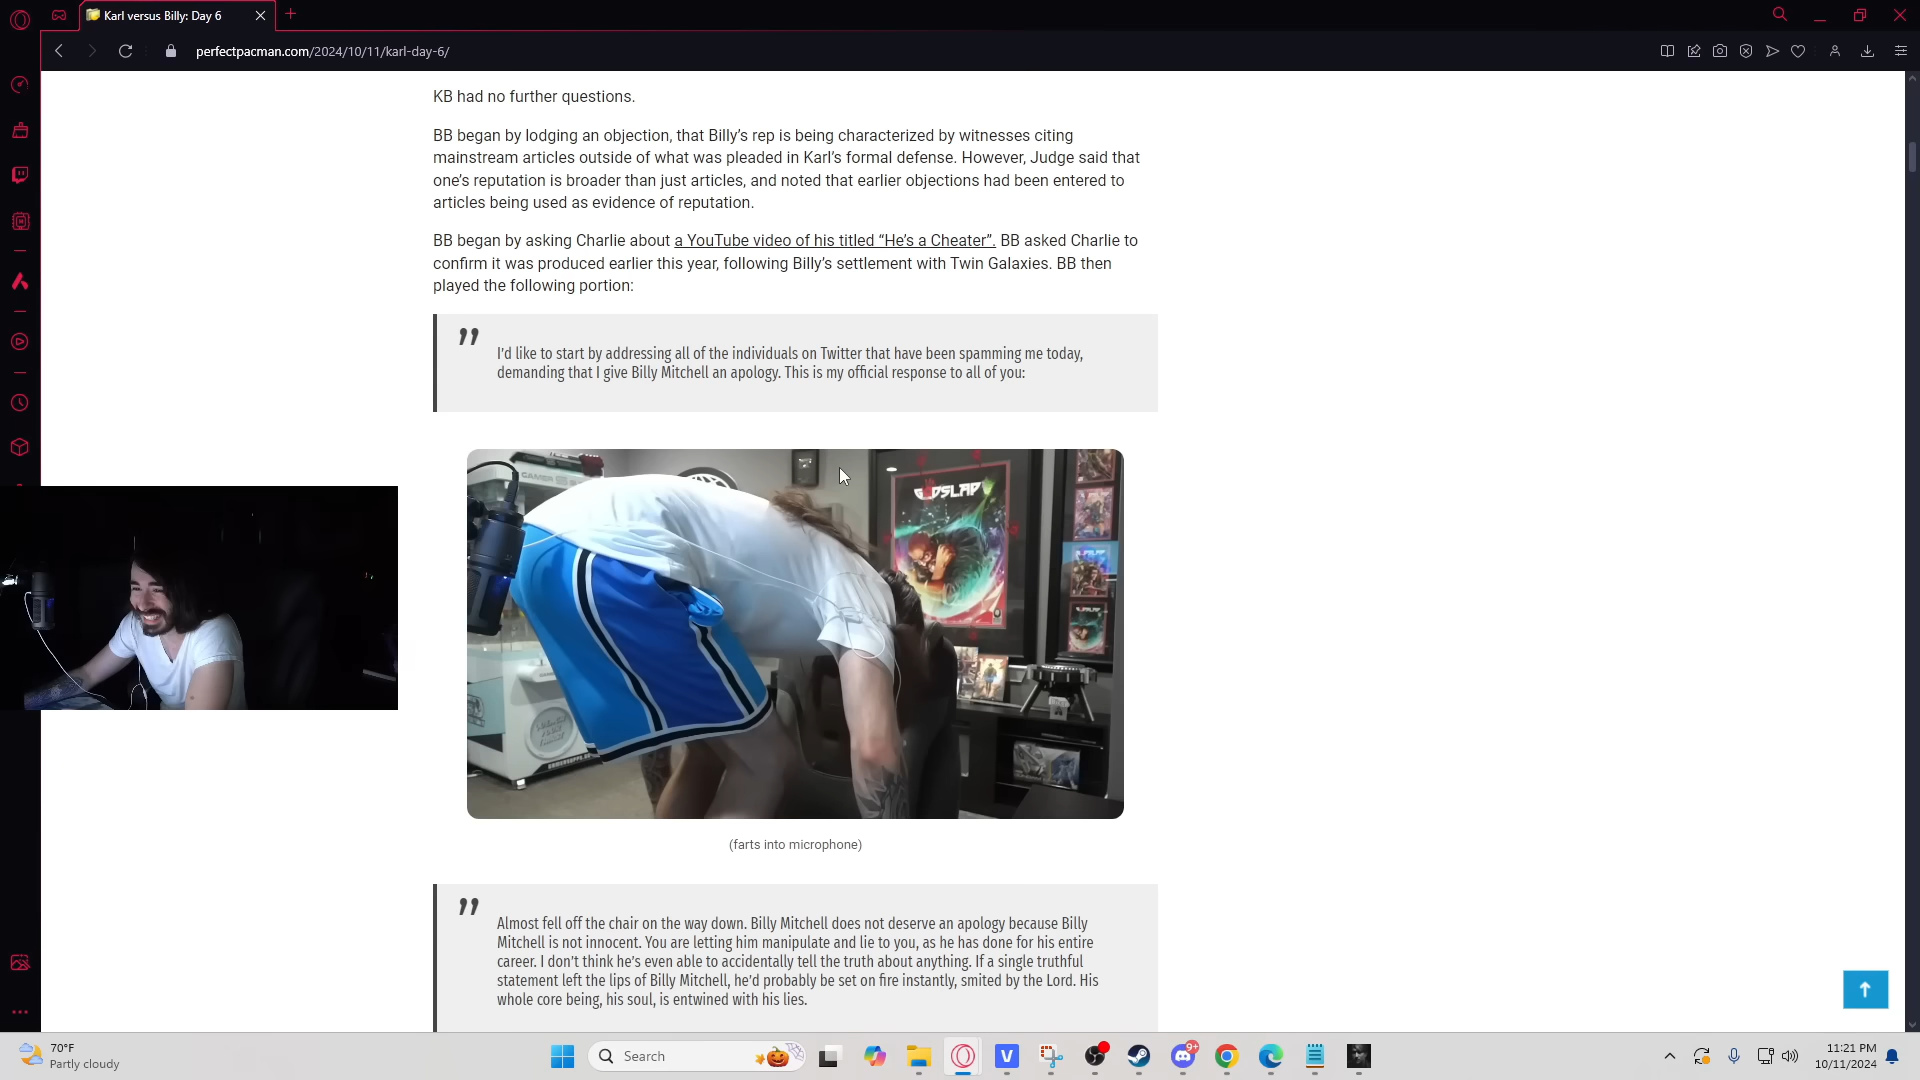 Karl versus Billy: Day 6
perfectpacman.com/2024/10/11/karl-day-6/
KB had no further questions.
BB began by lodging an objection, that Billy’s rep is being characterized by witnesses citing
mainstream articles outside of what was pleaded in Karl’s formal defense. However, Judge said that
one’s reputation is broader than just articles, and noted that earlier objections had been entered to
articles being used as evidence of reputation.
BB began by asking Charlie about a YouTube video of his titled “He’s a Cheater”. BB asked Charlie to
confirm it was produced earlier this year, following Billy’s settlement with Twin Galaxies. BB then
played the following portion:
I’d like to start by addressing all of the individuals on Twitter that have been spamming me today,
demanding that I give Billy Mitchell an apology. This is my official response to all of you:
GODSLAP
(farts into microphone)
Almost fell off the chair on the way down. Billy Mitchell does not deserve an apology because Billy
Mitchell is not innocent. You are letting him manipulate and lie to you, as he has done for his entire
career. I don’t think he’s even able to accidentally tell the truth about anything. If a single truthful
statement left the lips of Billy Mitchell, he’d probably be set on fire instantly, smited by the Lord. His
whole core being, his soul, is entwined with his lies.
70°F
Partly cloudy
Search
9+
11:21 PM
10/11/2024